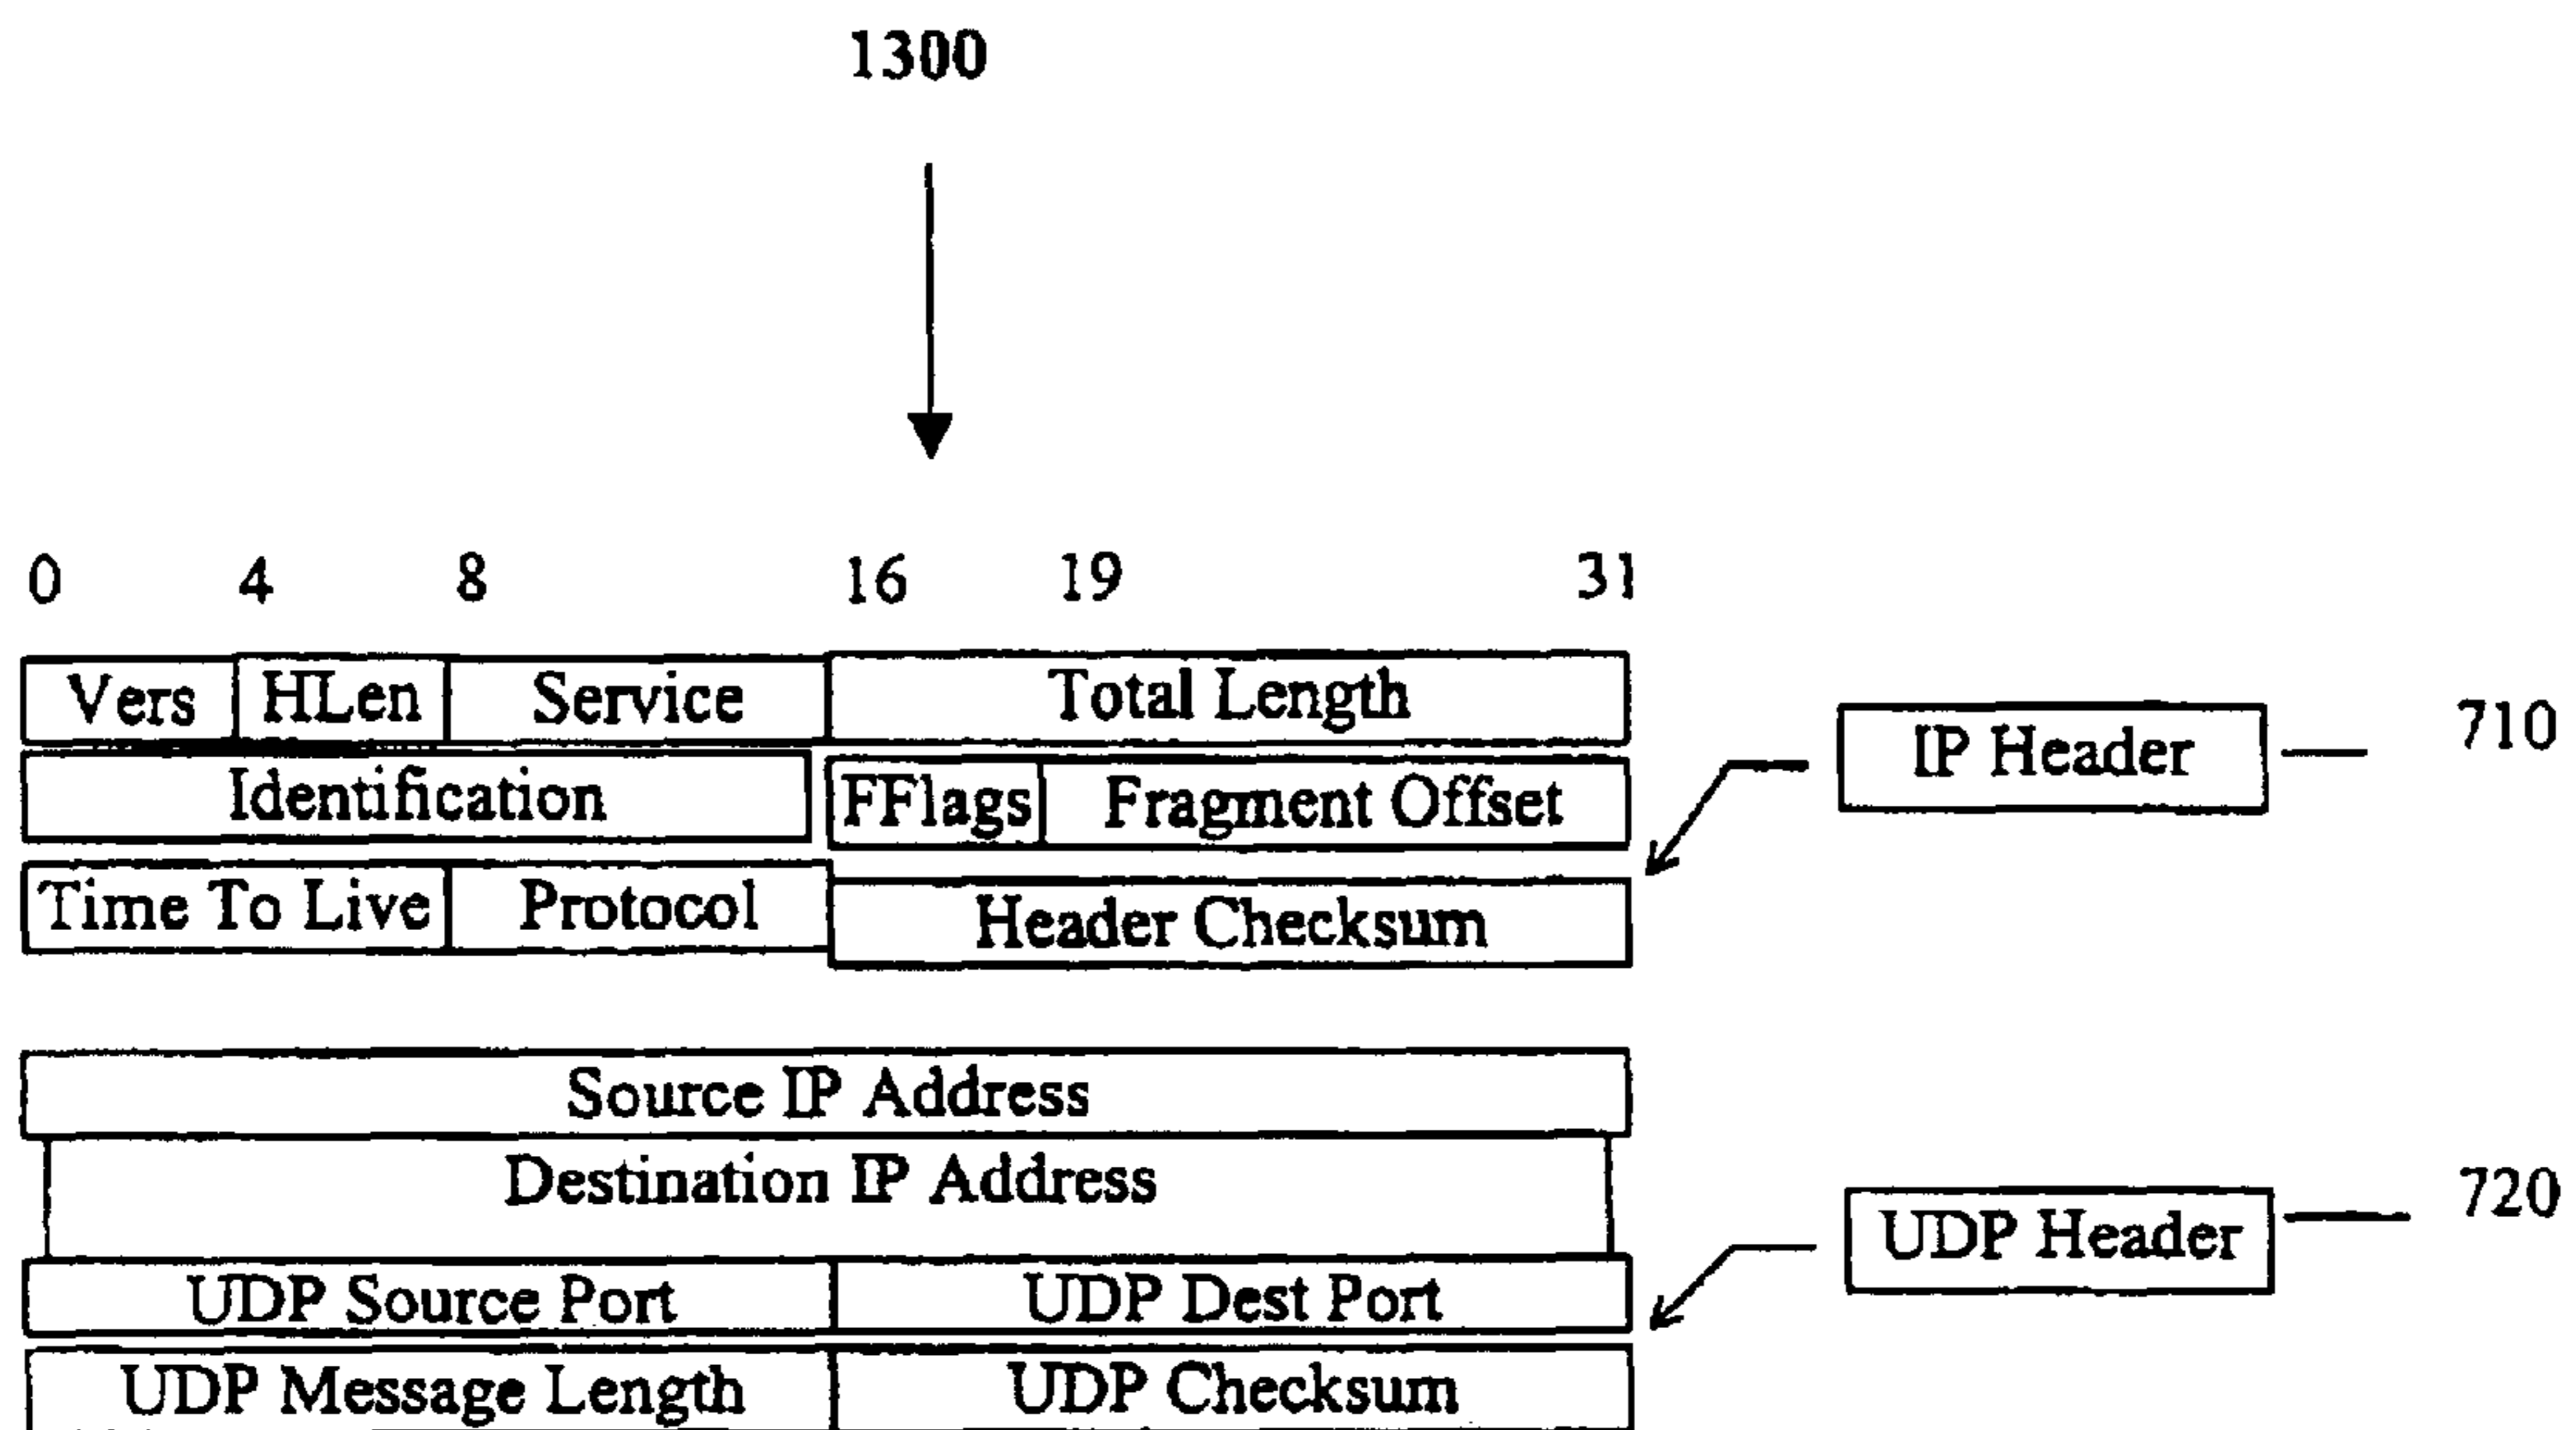 1300
0 4 8 16 19 31
Vers HLen Service Total Length
IP Header 710
Identification FFlags Fragment Offset
Time To Live Protocol Header Checksum
Source IP Address
Destination IP Address
UDP Header 720
UDP Source Port UDP Dest Port
UDP Message Length UDP Checksum